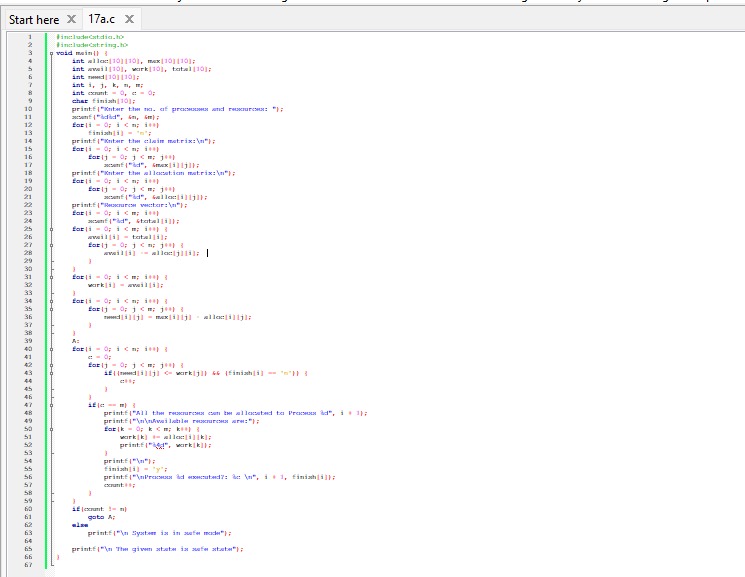 Start here X 17a.c X
1 #include<stdio.h>
2 #include<string.h>
3 void main() {
4 int alloc[10][10], max[10][10];
5 int avail[10], work[10], total[10];
6 int need[10][10];
7 int i, j, k, n, m;
8 int count = 0, c = 0;
9 char finish[10];
10 printf("Enter the no. of processes and resources: ");
11 scanf("%d%d", &n, &m);
12 for(i = 0; i < n; i++)
13 finish[i] = 'n';
14 printf("Enter the claim matrix:\n");
15 for(i = 0; i < n; i++)
16 for(j = 0; j < m; j++)
17 scanf("%d", &max[i][j]);
18 printf("Enter the allocation matrix:\n");
19 for(i = 0; i < n; i++)
20 for(j = 0; j < m; j++)
21 scanf("%d", &alloc[i][j]);
22 printf("Resource vector:\n");
23 for(i = 0; i < m; i++)
24 scanf("%d", &total[i]);
25 for(i = 0; i < m; i++) {
26 avail[i] = total[i];
27 for(j = 0; j < n; j++) {
28 avail[i] -= alloc[j][i];
29 }
30 }
31 for(i = 0; i < m; i++) {
32 work[i] = avail[i];
33 }
34 for(i = 0; i < n; i++) {
35 for(j = 0; j < m; j++) {
36 need[i][j] = max[i][j] - alloc[i][j];
37 }
38 }
39 A:
40 for(i = 0; i < n; i++) {
41 c = 0;
42 for(j = 0; j < m; j++) {
43 if((need[i][j] <= work[j]) && (finish[i] == 'n')) {
44 c++;
45 }
46 }
47 if(c == m) {
48 printf("All the resources can be allocated to Process %d", i + 1);
49 printf("\n\nAvailable resources are:");
50 for(k = 0; k < m; k++) {
51 work[k] += alloc[i][k];
52 printf("%4d", work[k]);
53 }
54 printf("\n");
55 finish[i] = 'y';
56 printf("\nProcess %d executed?: %c \n", i + 1, finish[i]);
57 count++;
58 }
59 }
60 if(count != n)
61 goto A;
62 else
63 printf("\n System is in safe mode");
64
65 printf("\n The given state is safe state");
66 }
67